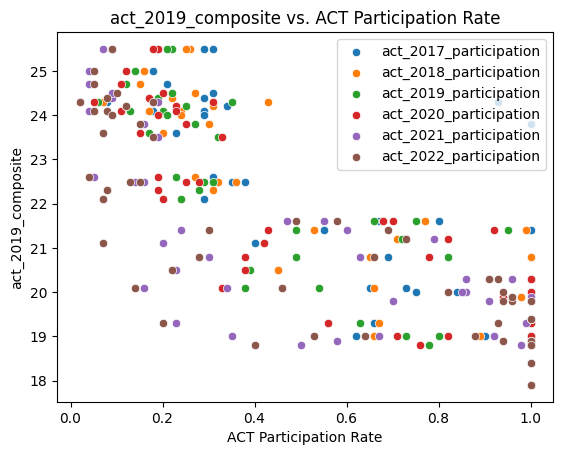 act_2019_composite vs. ACT Participation Rate
act_2017_participation
act_2018_participation
act_2019_participation
act_2020_participation
act_2021_participation
act_2022_participation
act_2019_composite
25
24
23
22
21
20
19
18
0.0 0.2 0.4 0.6 0.8 1.0
ACT Participation Rate